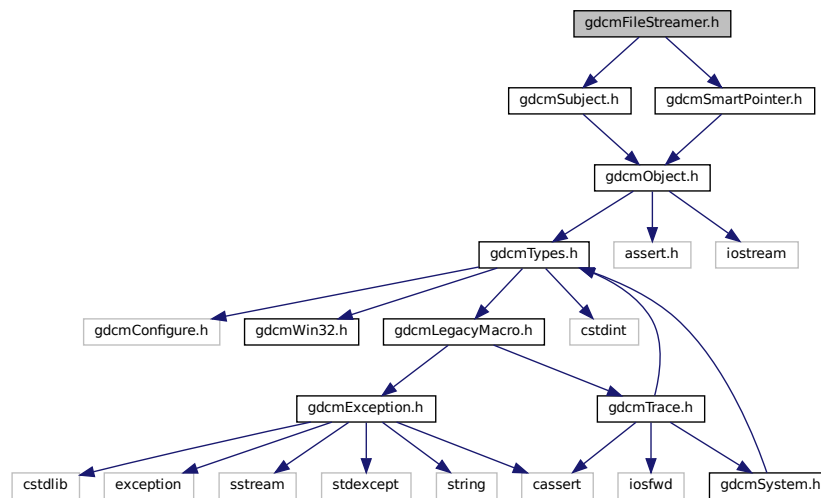 gdcmFileStreamer.h
gdcmSubject.h
gdcmSmartPointer.h
gdcmObject.h
gdcmTypes.h
assert.h
iostream
gdcmConfigure.h
gdcmWin32.h
gdcmLegacyMacro.h
cstdint
gdcmException.h
gdcmTrace.h
cstdlib
exception
sstream
stdexcept
string
cassert
iosfwd
gdcmSystem.h